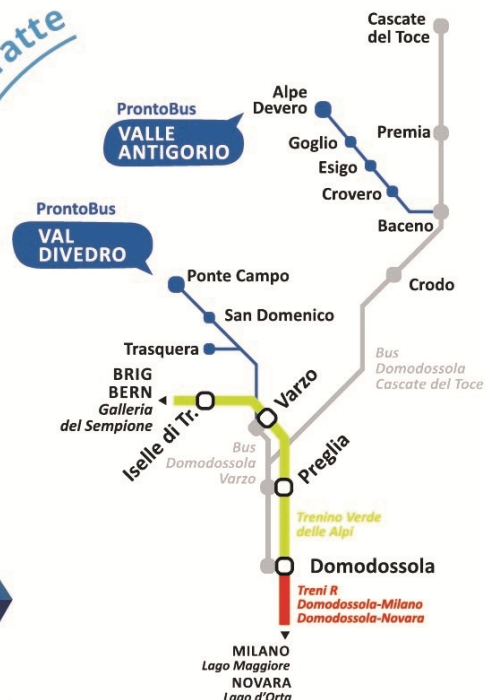 atte
Cascate
del Toce
Alpe
Devero
ProntoBus
VALLE
ANTIGORIO
Premia
Goglio
Esigo
Crovero
Baceno
ProntoBus
VAL
DIVEDRO
Ponte Campo
Crodo
San Domenico
Trasquera
Bus
Domodossola
Cascate del Toce
BRIG
BERN
Galleria
del Sempione
Iselle di Tr.
Varzo
Bus
Domodossola
Varzo
Preglia
Trenino Verde
delle Alpi
Domodossola
Treni R
Domodossola-Milano
Domodossola-Novara
MILANO
Lago Maggiore
NOVARA
Lago d'Orta